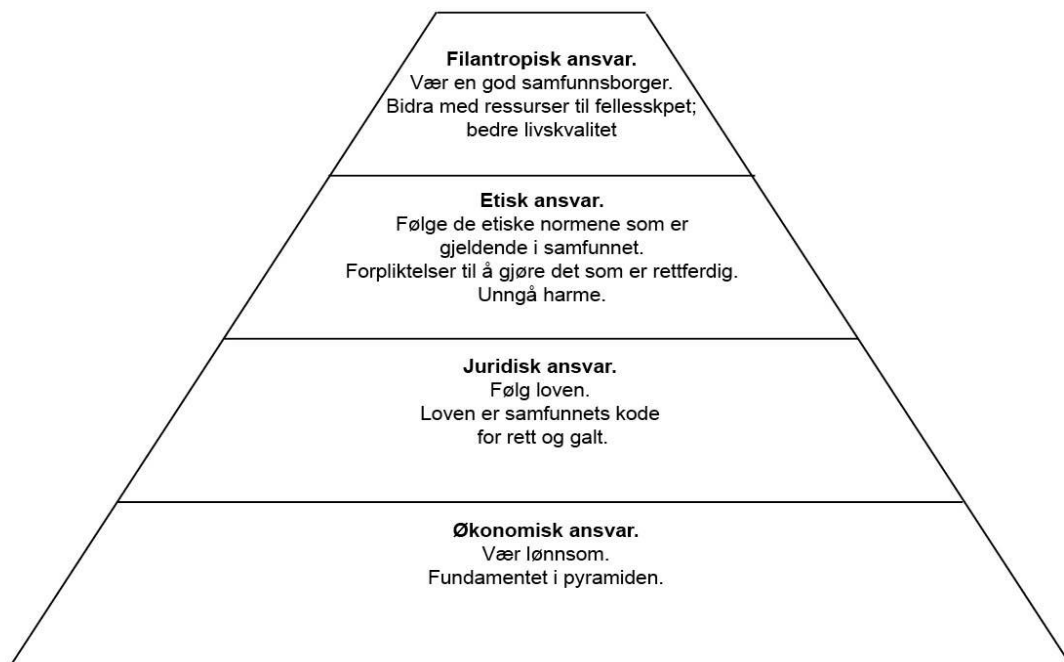 Filantropisk ansvar.
Vær en god samfunnsborger.
Bidra med ressurser til fellesskpet;
bedre livskvalitet
Etisk ansvar.
Følge de etiske normene som er
gjeldende i samfunnet.
Forpliktelser til å gjøre det som er rettferdig.
Unngå harme.
Juridisk ansvar.
Følg loven.
Loven er samfunnets kode
for rett og galt.
Økonomisk ansvar.
Vær lønnsom.
Fundamentet i pyramiden.